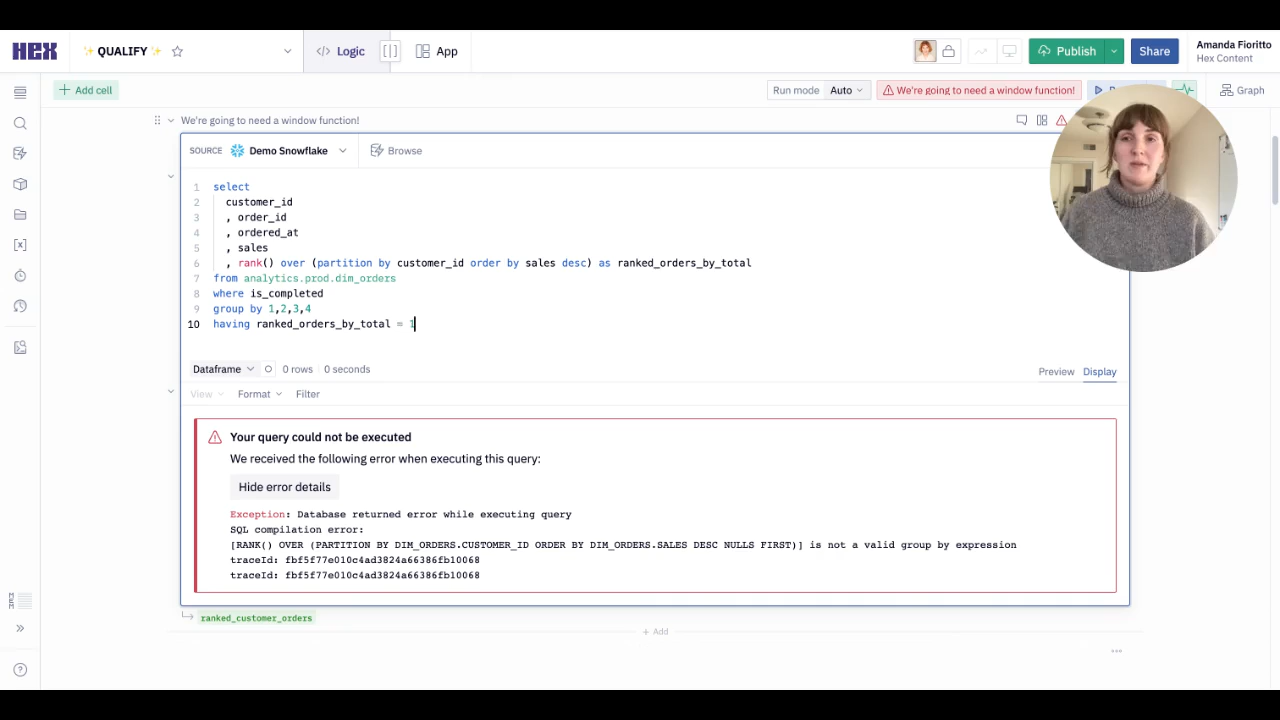 HEX
✨ QUALIFY ✨
</> Logic
App
Publish
Share
Amanda Fioritto
Hex Content
+ Add cell
Run mode Auto
We're going to need a window function!
Graph
We're going to need a window function!
SOURCE Demo Snowflake
Browse
1 select
2 customer_id
3 , order_id
4 , ordered_at
5 , sales
6 , rank() over (partition by customer_id order by sales desc) as ranked_orders_by_total
7 from analytics.prod.dim_orders
8 where is_completed
9 group by 1,2,3,4
10 having ranked_orders_by_total = 1
Dataframe 0 rows 0 seconds
Preview Display
View Format Filter
Your query could not be executed
We received the following error when executing this query:
Hide error details
Exception: Database returned error while executing query
SQL compilation error:
[RANK() OVER (PARTITION BY DIM_ORDERS.CUSTOMER_ID ORDER BY DIM_ORDERS.SALES DESC NULLS FIRST)] is not a valid group by expression
traceId: fbf5f77e010c4ad3824a66386fb10068
traceId: fbf5f77e010c4ad3824a66386fb10068
ranked_customer_orders
+ Add